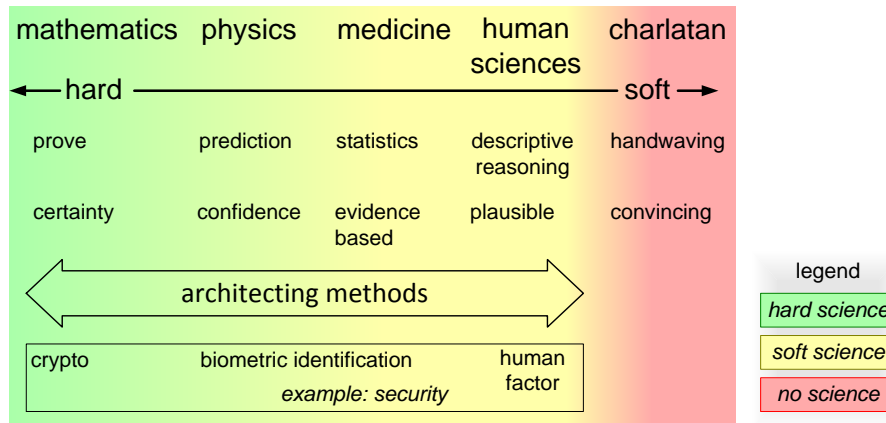 mathematics physics medicine human sciences charlatan
hard soft
prove prediction statistics descriptive reasoning handwaving
certainty confidence evidence based plausible convincing
architecting methods
crypto biometric identification human factor
example: security
legend
hard science
soft science
no science